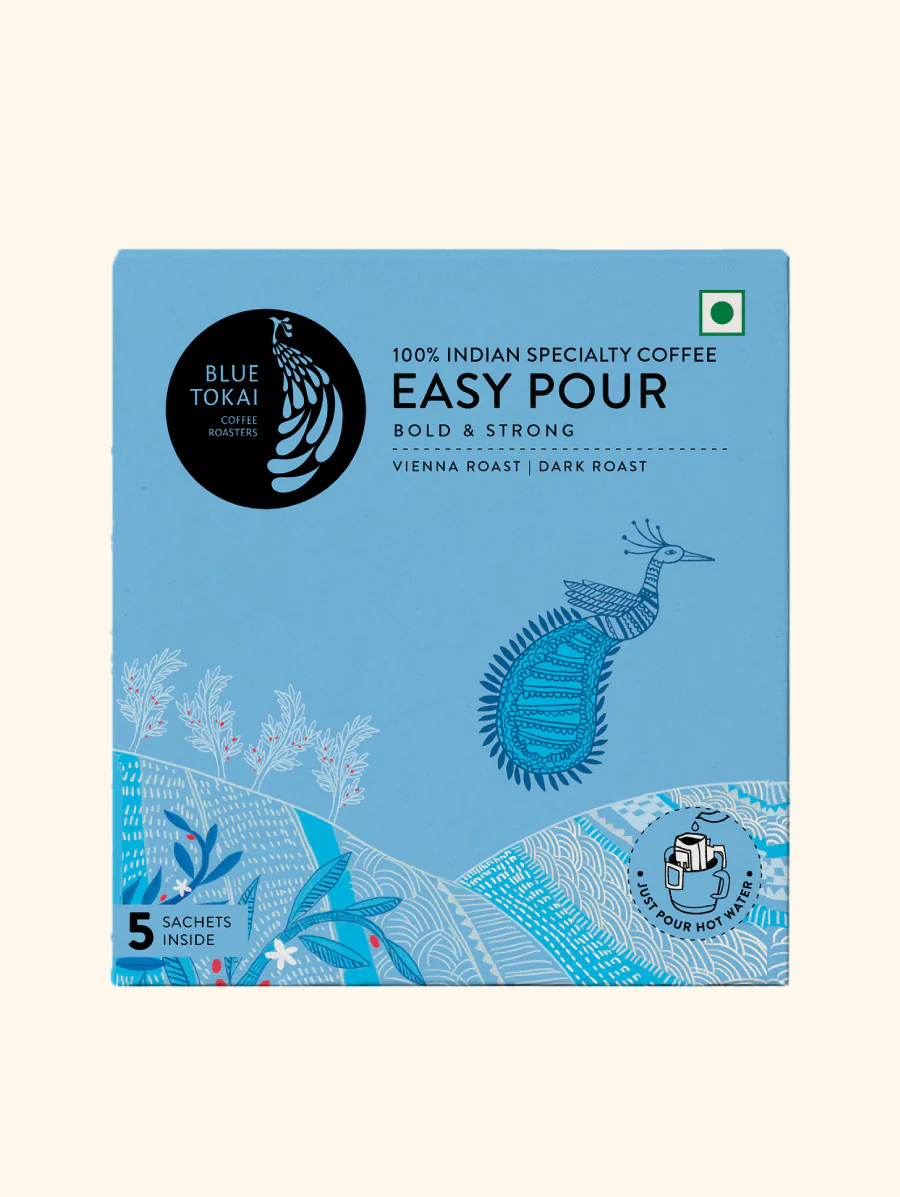 BLUE
TOKAI
COFFEE
ROASTERS
100% INDIAN SPECIALTY COFFEE
EASY POUR
BOLD & STRONG
VIENNA ROAST | DARK ROAST
5 SACHETS
INSIDE
• JUST POUR HOT WATER •